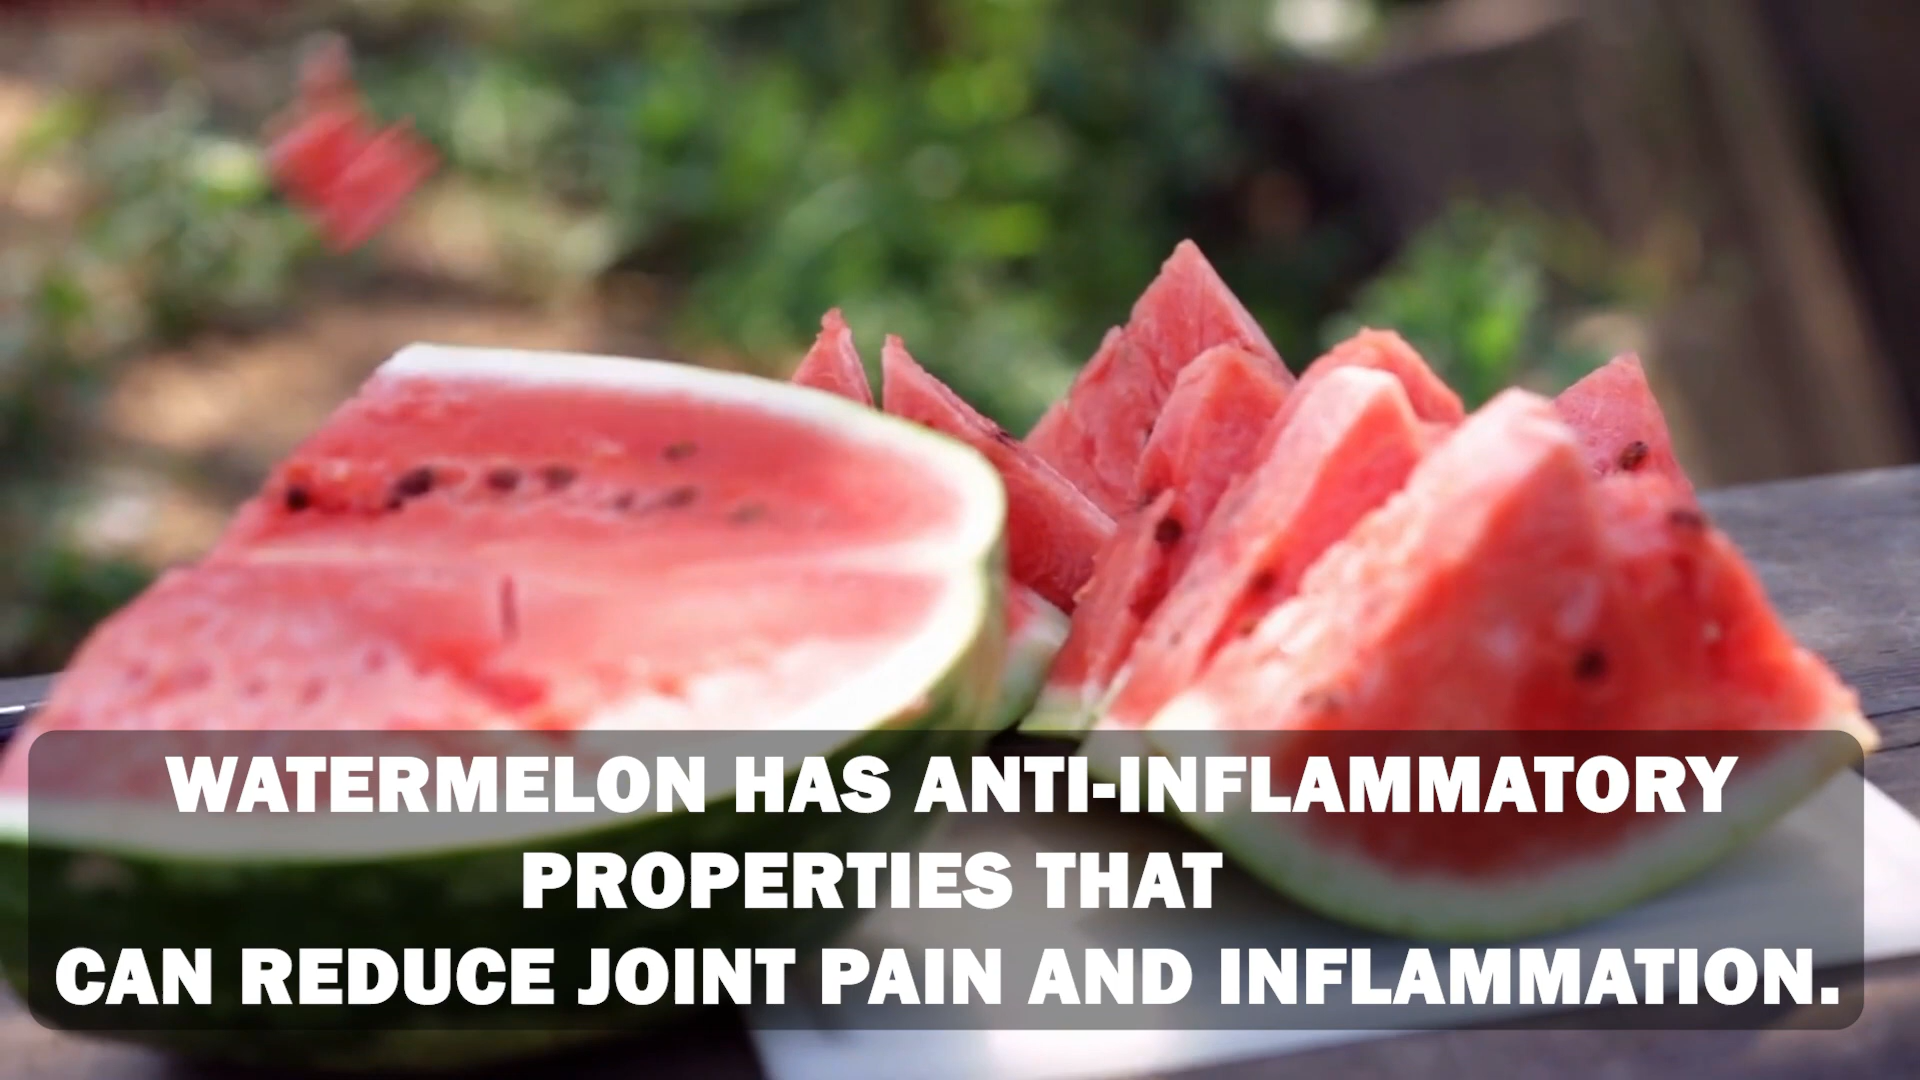 WATERMELON HAS ANTI-INFLAMMATORY
PROPERTIES THAT
CAN REDUCE JOINT PAIN AND INFLAMMATION.